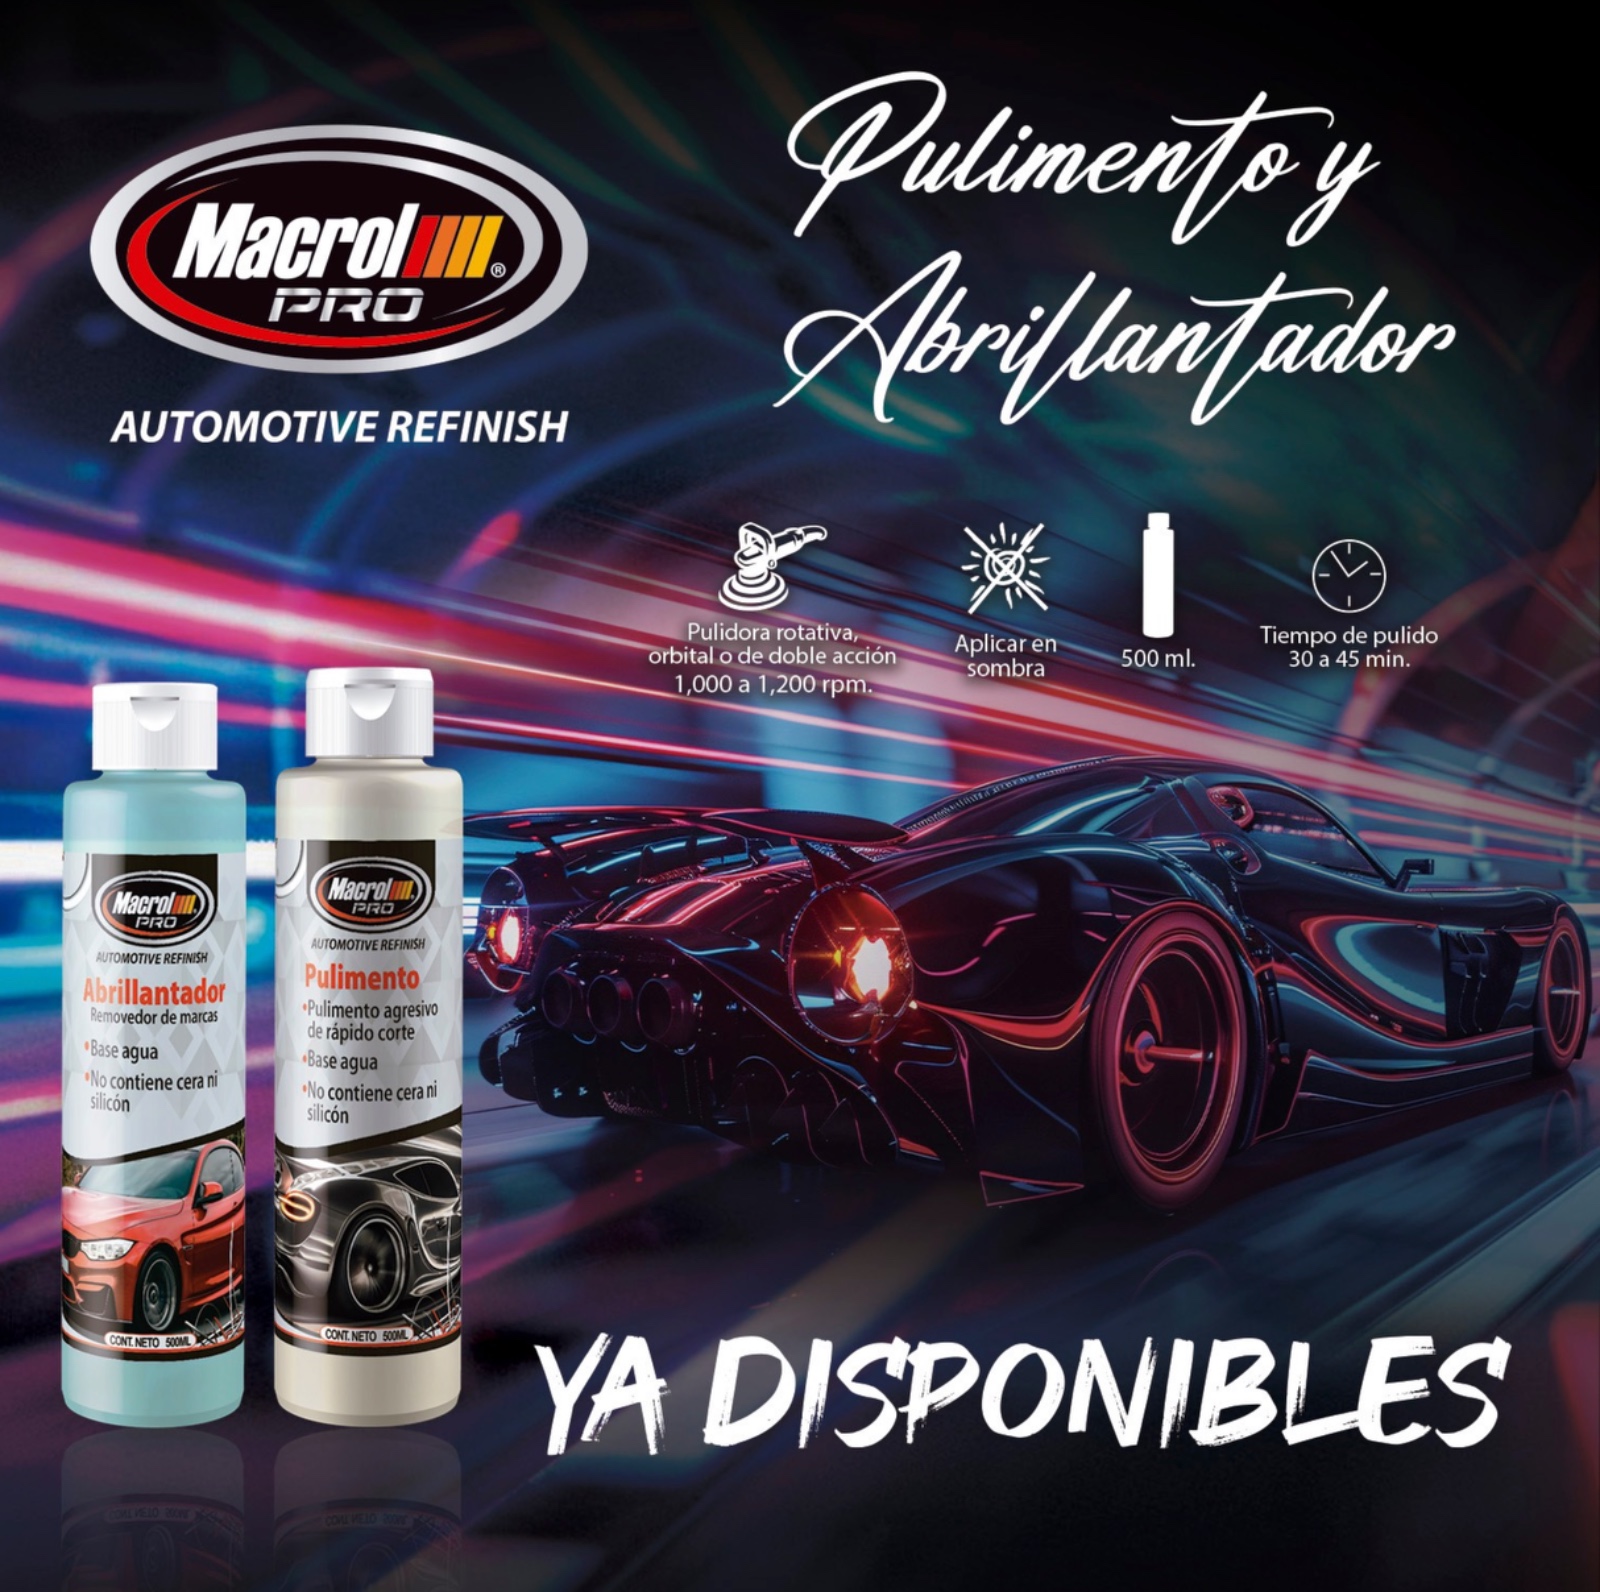 Macrol®
PRO
AUTOMOTIVE REFINISH
Pulimento y
Abrillantador
Pulidora rotativa,
orbital o de doble acción
1,000 a 1,200 rpm.
Aplicar en
sombra
500 ml.
Tiempo de pulido
30 a 45 min.
Macrol
PRO
AUTOMOTIVE REFINISH
Abrillantador
Removedor de marcas
•Base agua
•No contiene cera ni
silicón
CONT. NETO 500ML
Macrol
PRO
AUTOMOTIVE REFINISH
Pulimento
•Pulimento agresivo
de rápido corte
•Base agua
•No contiene cera ni
silicón
CONT. NETO 500ML
YA DISPONIBLES